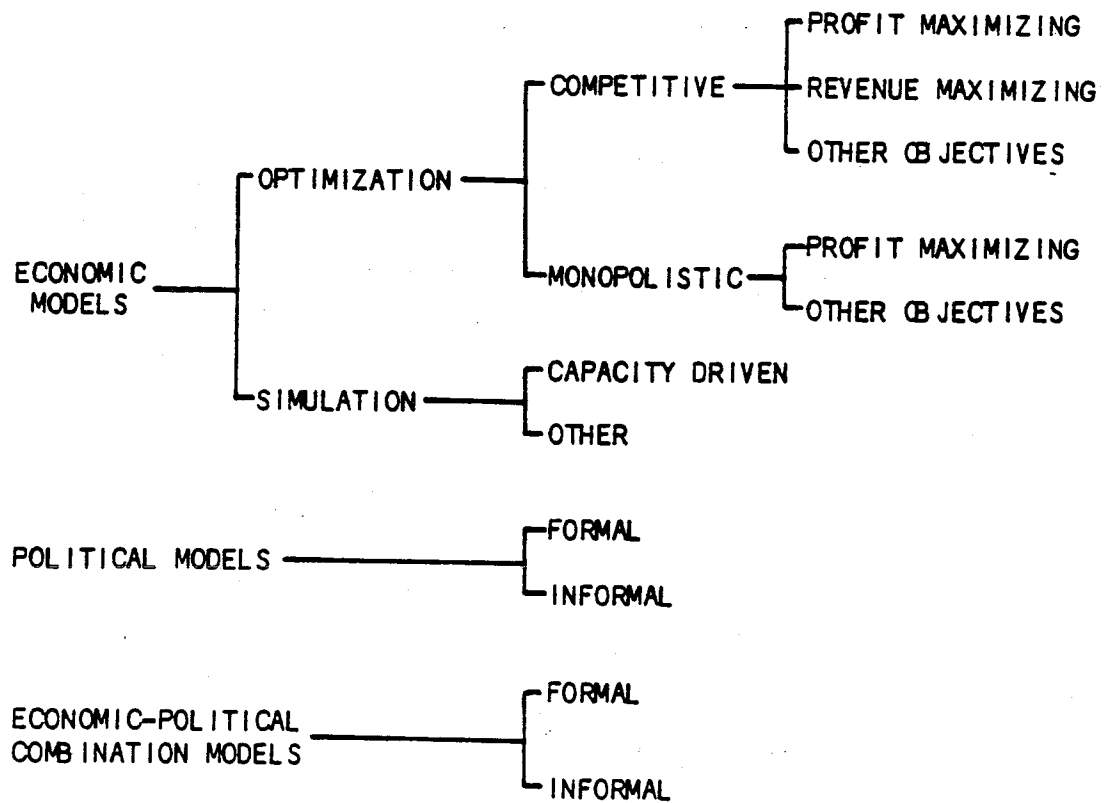 PROFIT MAXIMIZING
COMPETITIVE
REVENUE MAXIMIZING
OTHER OBJECTIVES
OPTIMIZATION
PROFIT MAXIMIZING
MONOPOLISTIC
OTHER OBJECTIVES
ECONOMIC
MODELS
CAPACITY DRIVEN
SIMULATION
OTHER
FORMAL
POLITICAL MODELS
INFORMAL
FORMAL
ECONOMIC-POLITICAL
COMBINATION MODELS
INFORMAL